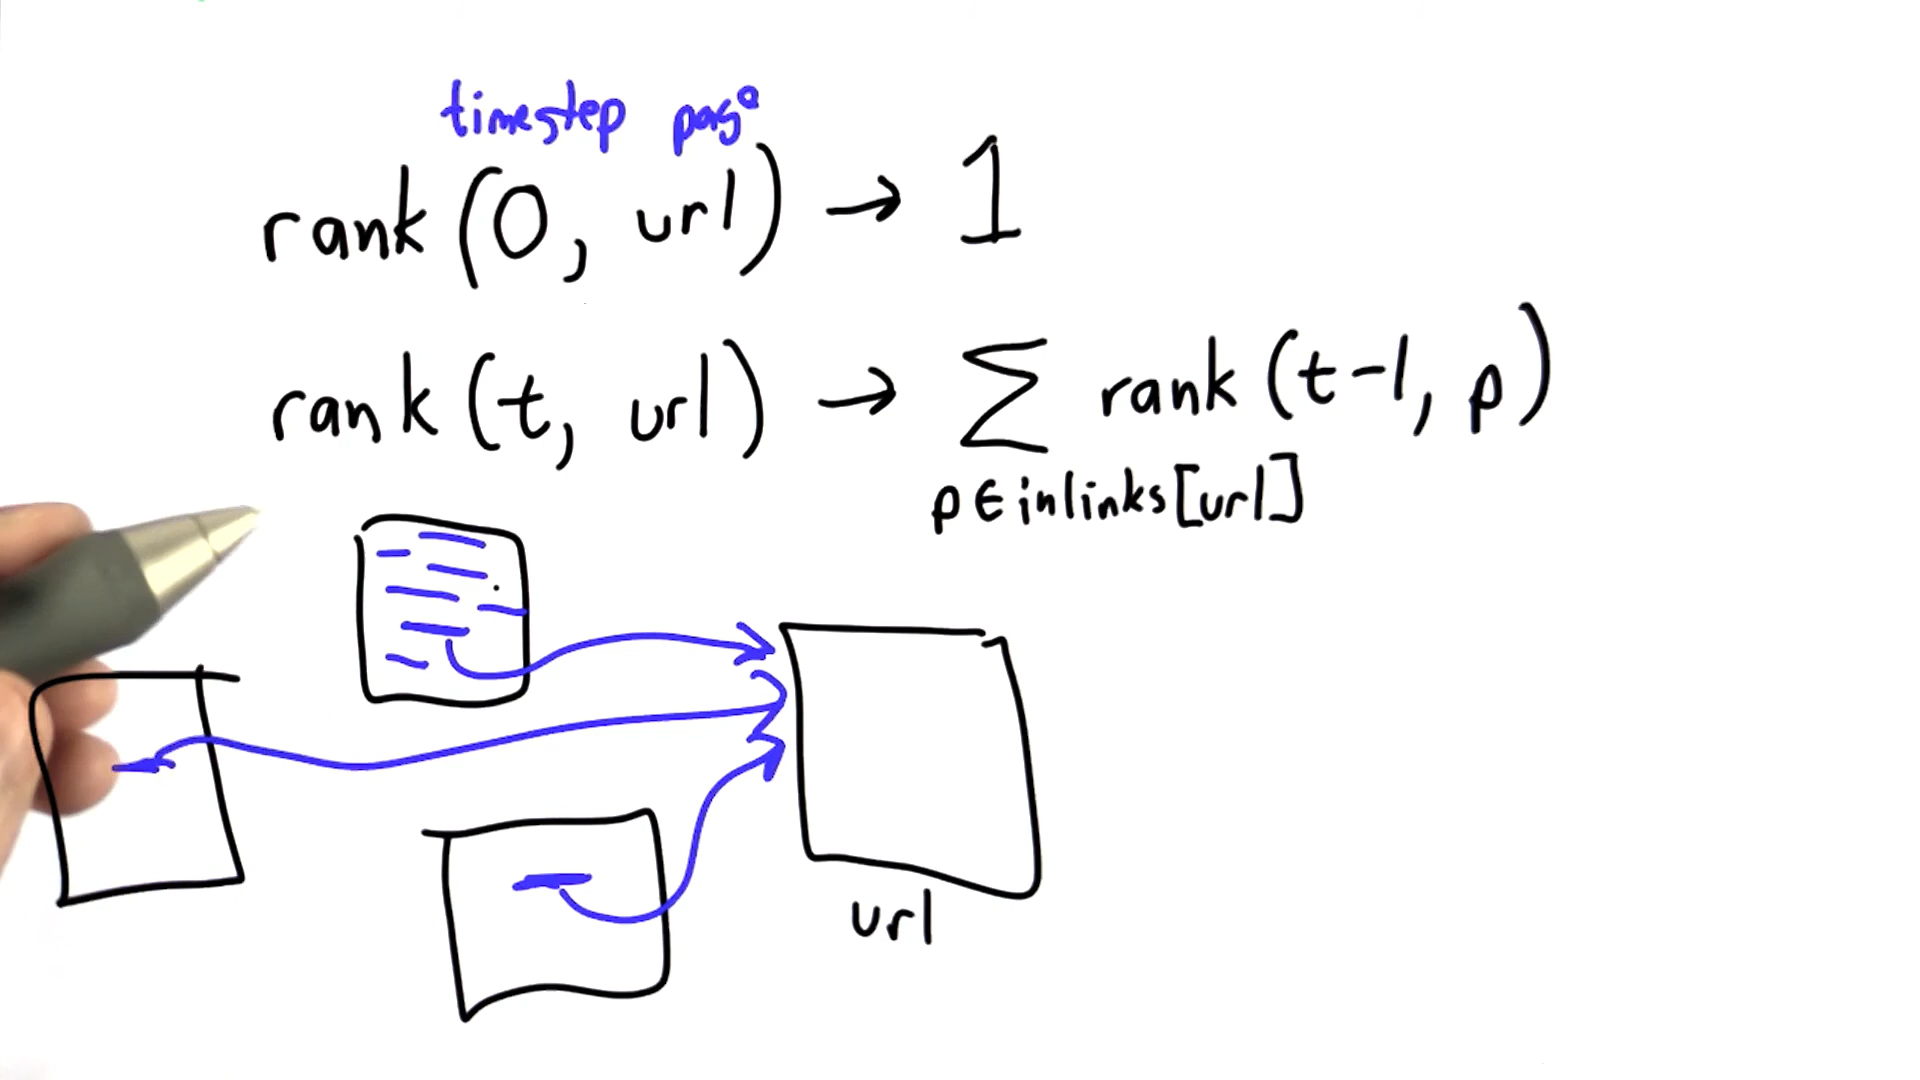 timestep page
rank (0, url) → 1
rank (t, url) → ∑ rank (t-1, p)
p ∈ inlinks[url]
url